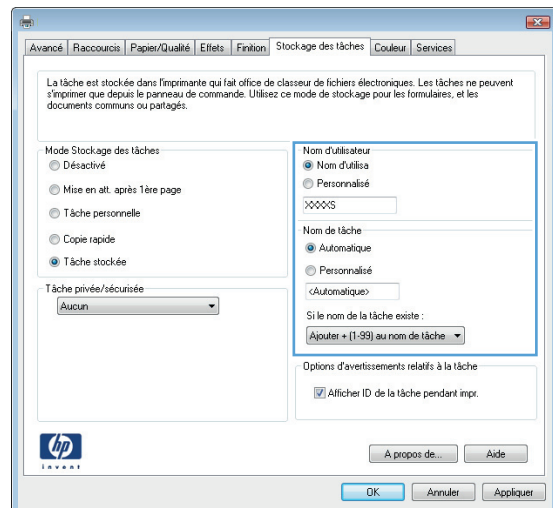 Avancé Raccourcis Papier/Qualité Effets Finition Stockage des tâches Couleur Services
La tâche est stockée dans l'imprimante qui fait office de classeur de fichiers électroniques. Les tâches ne peuvent
s'imprimer que depuis le panneau de commande. Utilisez ce mode de stockage pour les formulaires, et les
documents communs ou partagés.
Mode Stockage des tâches
Désactivé
Mise en att. après 1ère page
Tâche personnelle
Copie rapide
Tâche stockée
Tâche privée/sécurisée
Aucun
Nom d'utilisateur
Nom d'utilisa
Personnalisé
XXXXS
Nom de tâche
Automatique
Personnalisé
<Automatique>
Si le nom de la tâche existe :
Ajouter + (1-99) au nom de tâche
Options d'avertissements relatifs à la tâche
Afficher ID de la tâche pendant impr.
hp
invent
A propos de... Aide
OK Annuler Appliquer